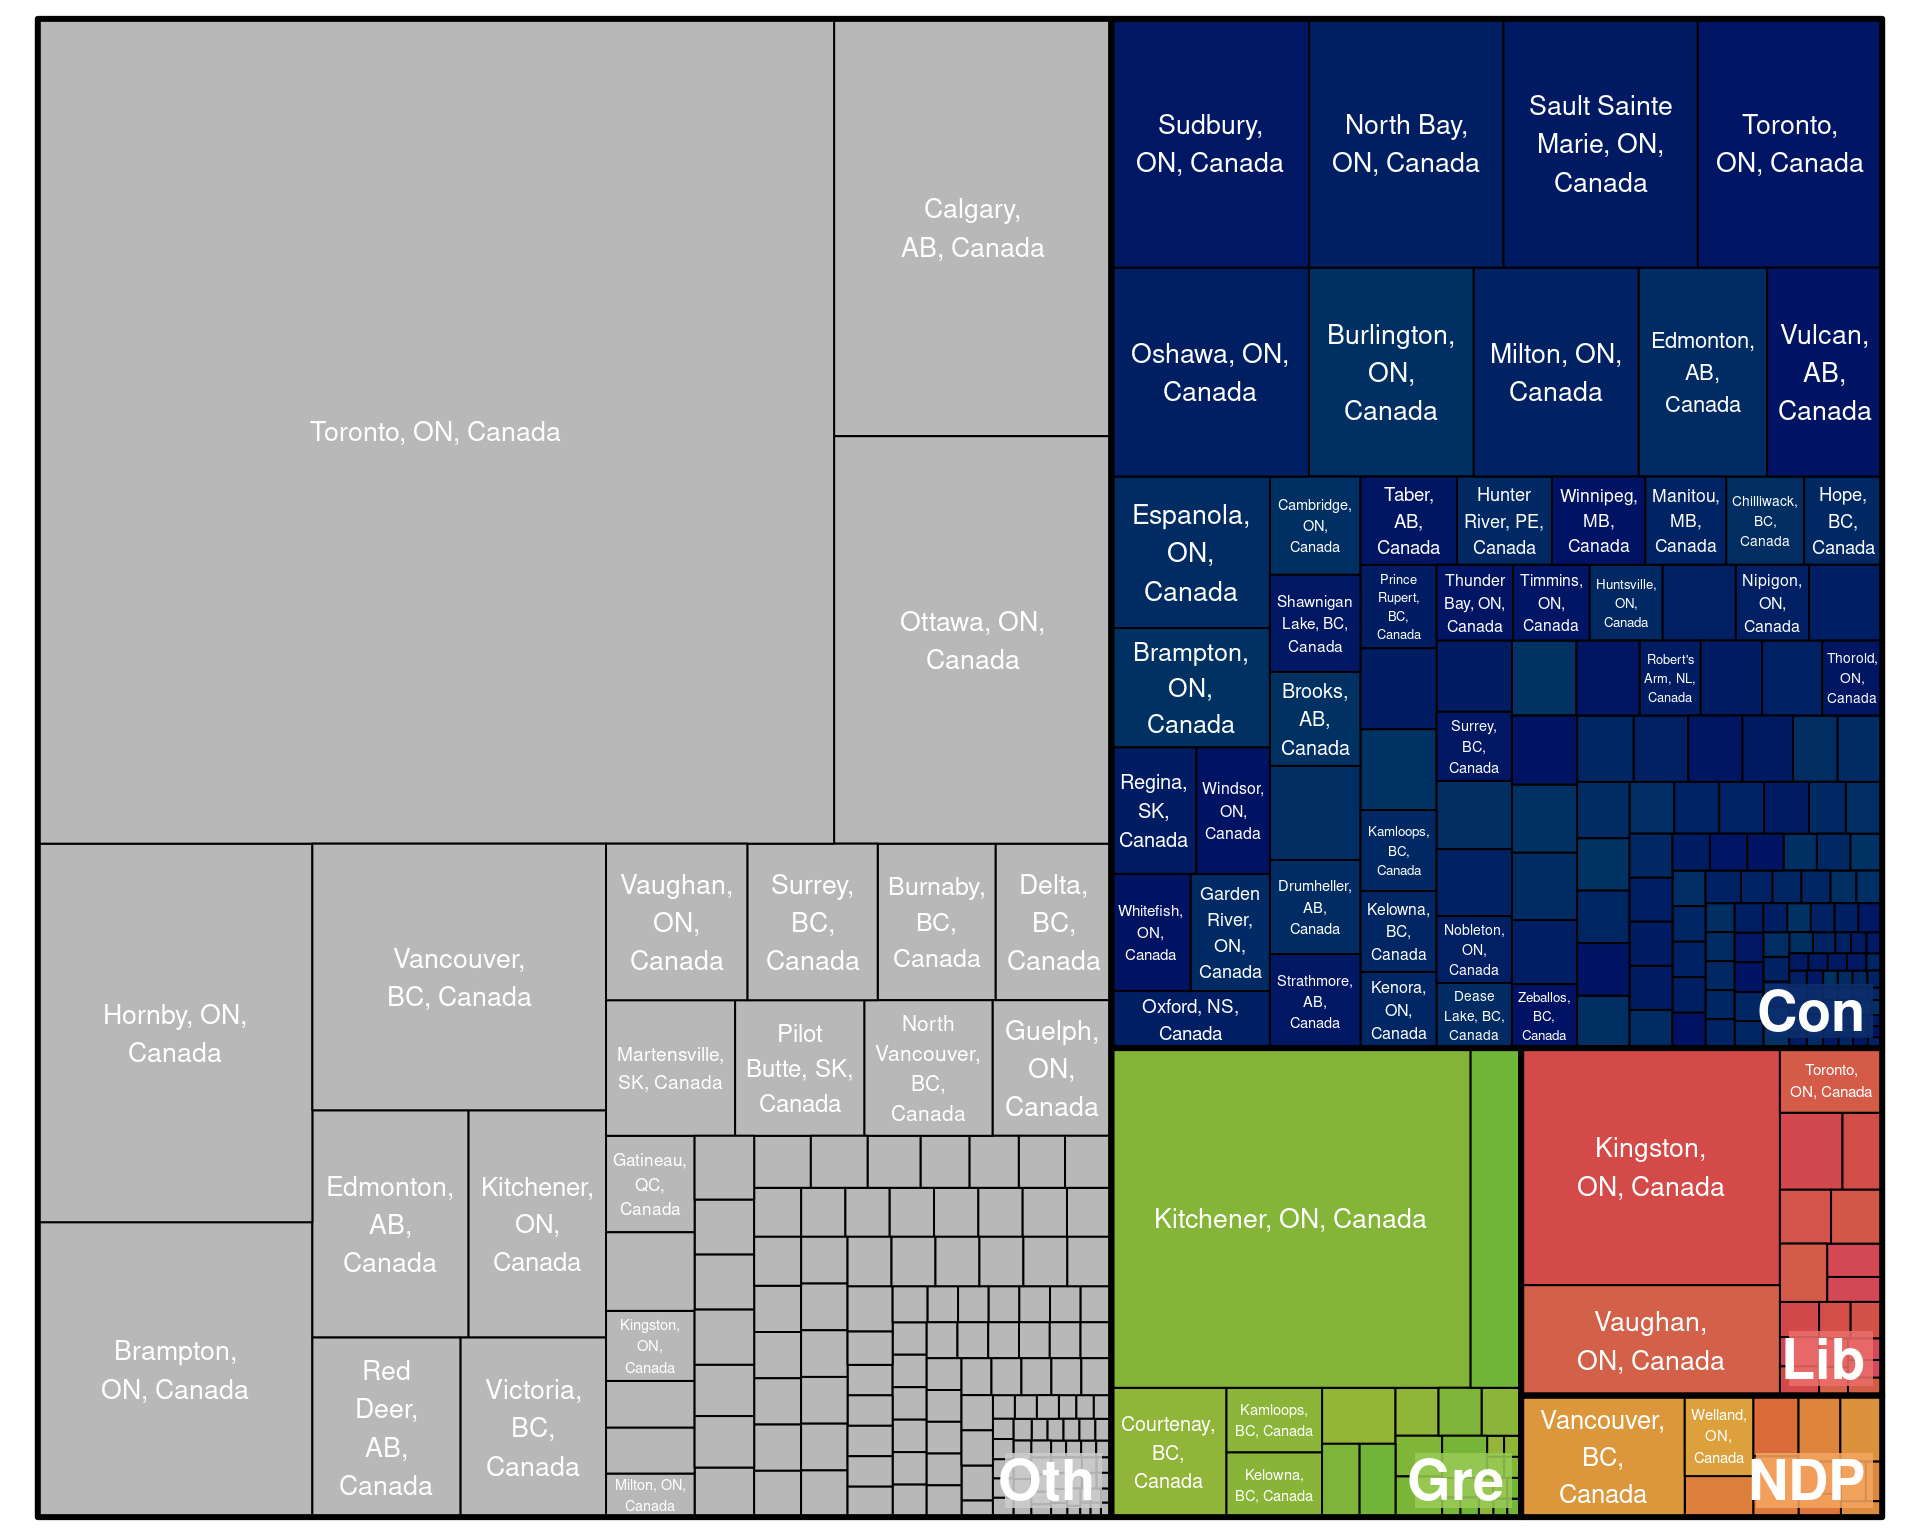 Toronto, ON, Canada
Calgary,
AB, Canada
Ottawa, ON,
Canada
Hornby, ON,
Canada
Brampton,
ON, Canada
Vancouver,
BC, Canada
Edmonton,
AB,
Canada
Kitchener,
ON,
Canada
Red
Deer,
AB,
Canada
Victoria,
BC,
Canada
Vaughan,
ON,
Canada
Surrey,
BC,
Canada
Burnaby,
BC,
Canada
Delta,
BC,
Canada
Martensville,
SK, Canada
Pilot
Butte, SK,
Canada
North
Vancouver,
BC,
Canada
Guelph,
ON,
Canada
Gatineau,
QC,
Canada
Kingston,
ON,
Canada
Milton, ON,
Canada
Oth
Sudbury,
ON, Canada
North Bay,
ON, Canada
Sault Sainte
Marie, ON,
Canada
Toronto,
ON, Canada
Oshawa, ON,
Canada
Burlington,
ON,
Canada
Milton, ON,
Canada
Edmonton,
AB,
Canada
Vulcan,
AB,
Canada
Espanola,
ON,
Canada
Brampton,
ON,
Canada
Regina,
SK,
Canada
Windsor,
ON,
Canada
Whitefish,
ON,
Canada
Garden
River,
ON,
Canada
Oxford, NS,
Canada
Cambridge,
ON,
Canada
Shawnigan
Lake, BC,
Canada
Brooks,
AB,
Canada
Drumheller,
AB,
Canada
Strathmore,
AB,
Canada
Taber,
AB,
Canada
Hunter
River, PE,
Canada
Winnipeg,
MB,
Canada
Manitou,
MB,
Canada
Chilliwack,
BC,
Canada
Hope,
BC,
Canada
Prince
Rupert,
BC,
Canada
Thunder
Bay, ON,
Canada
Timmins,
ON,
Canada
Huntsville,
ON,
Canada
Nipigon,
ON,
Canada
Robert's
Arm, NL,
Canada
Thorold,
ON,
Canada
Surrey,
BC,
Canada
Kamloops,
BC,
Canada
Kelowna,
BC,
Canada
Kenora,
ON,
Canada
Nobleton,
ON,
Canada
Dease
Lake, BC,
Canada
Zeballos,
BC,
Canada
Con
Kitchener, ON, Canada
Courtenay,
BC,
Canada
Kamloops,
BC, Canada
Kelowna,
BC, Canada
Gre
Kingston,
ON, Canada
Vaughan,
ON, Canada
Toronto,
ON, Canada
Lib
Vancouver,
BC,
Canada
Welland,
ON,
Canada
NDP